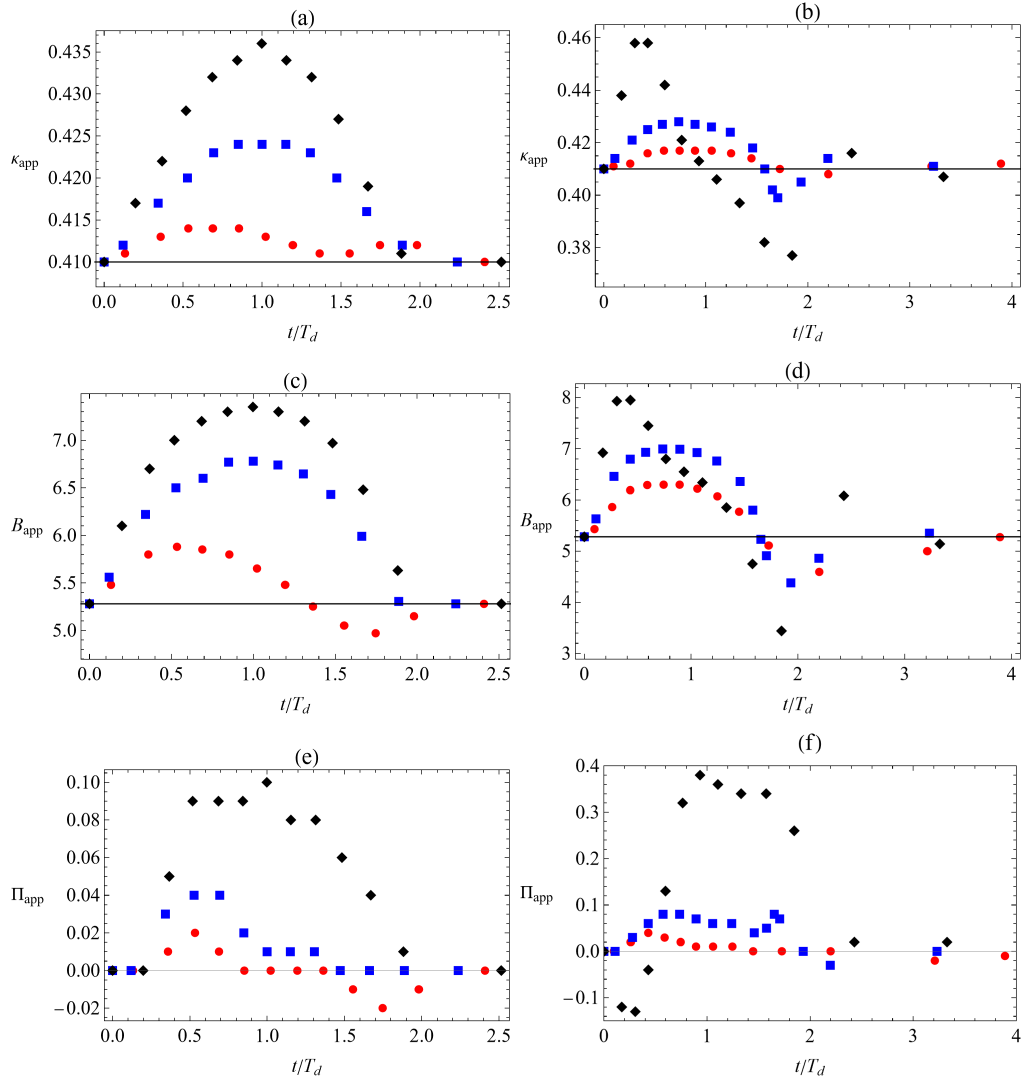 (a)
0.435
0.430
0.425
κapp
0.420
0.415
0.410
0.0 0.5 1.0 1.5 2.0 2.5
t/Td
(b)
0.46
0.44
κapp
0.42
0.40
0.38
0 1 2 3 4
t/Td
(c)
7.0
6.5
Bapp
6.0
5.5
5.0
0.0 0.5 1.0 1.5 2.0 2.5
t/Td
(d)
8
7
6
Bapp
5
4
3
0 1 2 3 4
t/Td
(e)
0.10
0.08
0.06
Πapp
0.04
0.02
0.00
−0.02
0.0 0.5 1.0 1.5 2.0 2.5
t/Td
(f)
0.4
0.3
0.2
Πapp
0.1
0.0
−0.1
0 1 2 3 4
t/Td